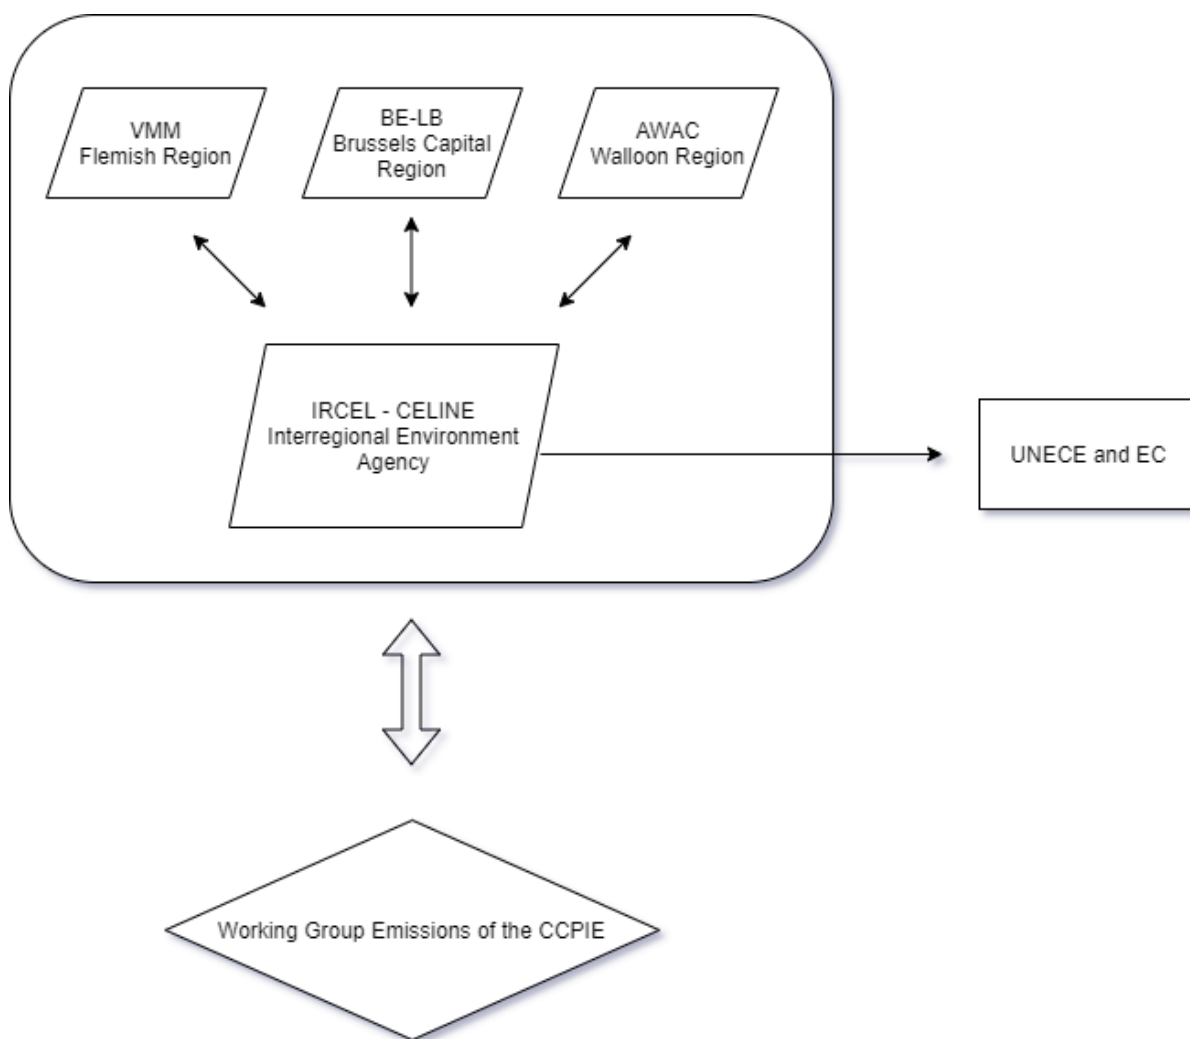 VMM
Flemish Region
BE-LB
Brussels Capital
Region
AWAC
Walloon Region
IRCEL - CELINE
Interregional Environment
Agency
UNECE and EC
Working Group Emissions of the CCPIE